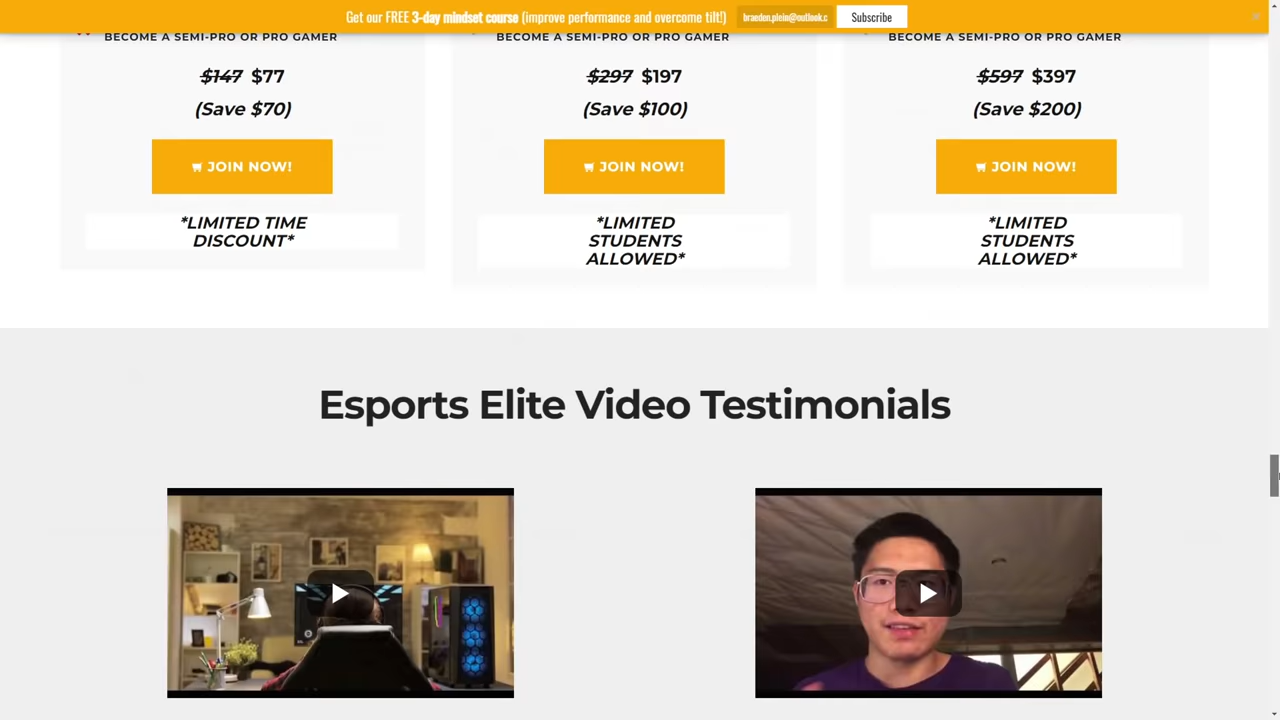 Get our FREE 3-day mindset course (improve performance and overcome tilt!)
braeden.plein@outlook.c
Subscribe
BECOME A SEMI-PRO OR PRO GAMER
$147 $77
(Save $70)
JOIN NOW!
*LIMITED TIME
DISCOUNT*
BECOME A SEMI-PRO OR PRO GAMER
$297 $197
(Save $100)
JOIN NOW!
*LIMITED
STUDENTS
ALLOWED*
BECOME A SEMI-PRO OR PRO GAMER
$597 $397
(Save $200)
JOIN NOW!
*LIMITED
STUDENTS
ALLOWED*
Esports Elite Video Testimonials